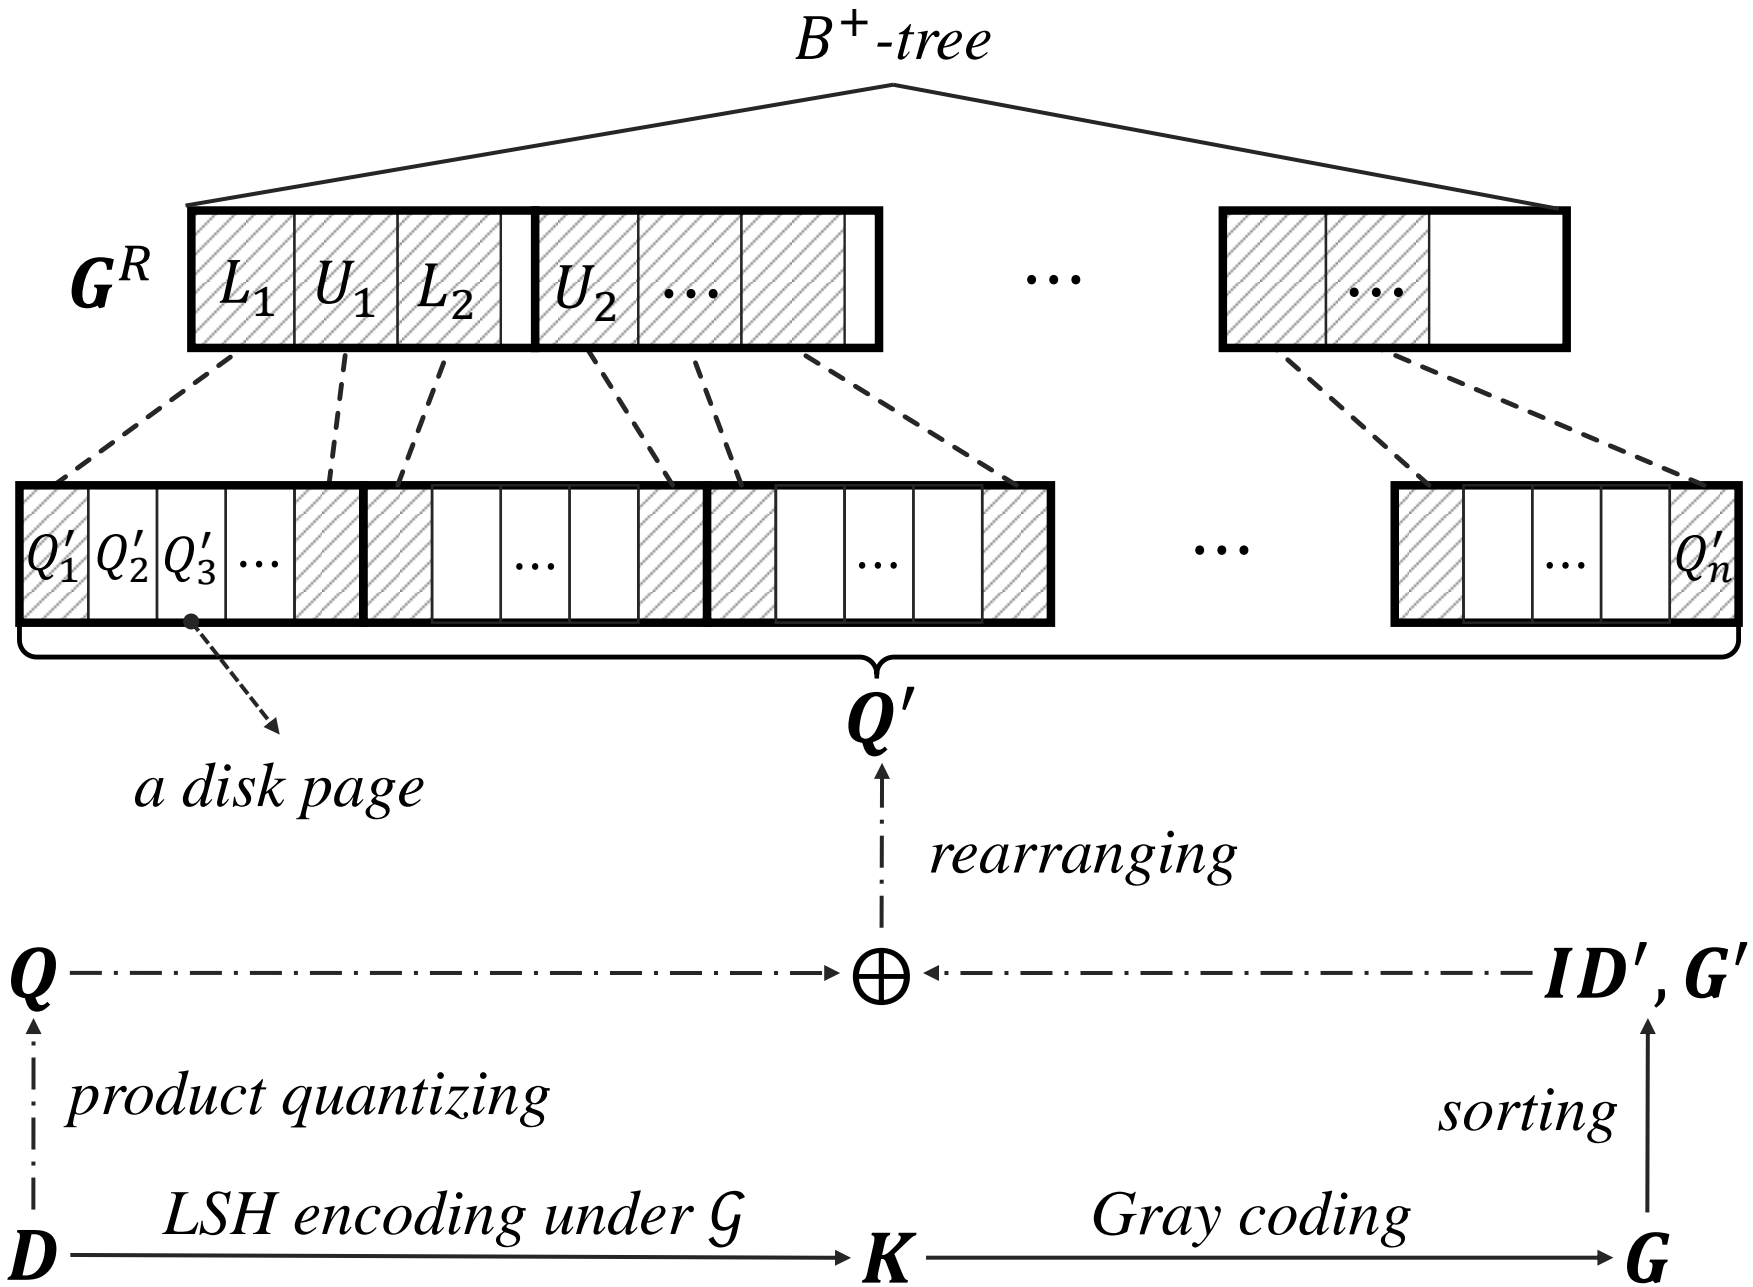 B⁺-tree
Gᴿ L₁ U₁ L₂ U₂ ... ... ...
Q′₁ Q′₂ Q′₃ ... ... ... ... ... Q′ₙ
Q′
a disk page
rearranging
Q ⊕ ID′, G′
product quantizing
sorting
LSH encoding under 𝒢 Gray coding
D K G